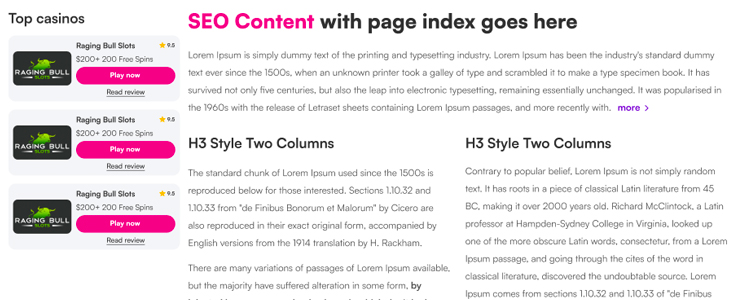 Top casinos
RAGING BULL
SLOTS
Raging Bull Slots
9.5
$200+ 200 Free Spins
Play now
Read review
RAGING BULL
SLOTS
Raging Bull Slots
9.5
$200+ 200 Free Spins
Play now
Read review
RAGING BULL
SLOTS
Raging Bull Slots
9.5
$200+ 200 Free Spins
Play now
Read review
SEO Content with page index goes here
Lorem Ipsum is simply dummy text of the printing and typesetting industry. Lorem Ipsum has been the industry's standard dummy
text ever since the 1500s, when an unknown printer took a galley of type and scrambled it to make a type specimen book. It has
survived not only five centuries, but also the leap into electronic typesetting, remaining essentially unchanged. It was popularised in
the 1960s with the release of Letraset sheets containing Lorem Ipsum passages, and more recently with. more >
H3 Style Two Columns
The standard chunk of Lorem Ipsum used since the 1500s is
reproduced below for those interested. Sections 1.10.32 and
1.10.33 from "de Finibus Bonorum et Malorum" by Cicero are
also reproduced in their exact original form, accompanied by
English versions from the 1914 translation by H. Rackham.
There are many variations of passages of Lorem Ipsum available,
but the majority have suffered alteration in some form, by
H3 Style Two Columns
Contrary to popular belief, Lorem Ipsum is not simply random
text. It has roots in a piece of classical Latin literature from 45
BC, making it over 2000 years old. Richard McClintock, a Latin
professor at Hampden-Sydney College in Virginia, looked up
one of the more obscure Latin words, consectetur, from a Lorem
Ipsum passage, and going through the cites of the word in
classical literature, discovered the undoubtable source. Lorem
Ipsum comes from sections 1.10.32 and 1.10.33 of "de Finibus